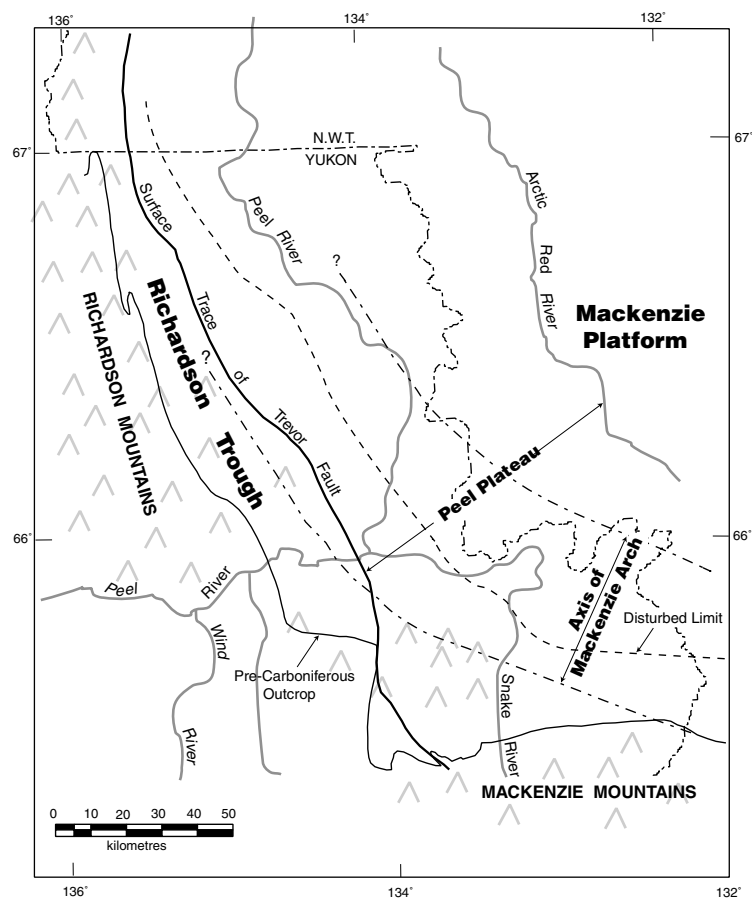 136°
134°
132°
N.W.T.
67°
67°
YUKON
Surface
Trace
of
Trevor
Fault
Peel
River
Arctic
Red
River
?
?
Mackenzie
Platform
Richardson
Trough
RICHARDSON MOUNTAINS
Peel Plateau
66°
66°
Axis of
Mackenzie Arch
Disturbed Limit
Peel
River
Wind
River
Pre-Carboniferous
Outcrop
Snake
River
MACKENZIE MOUNTAINS
0 10 20 30 40 50
kilometres
136°
134°
132°